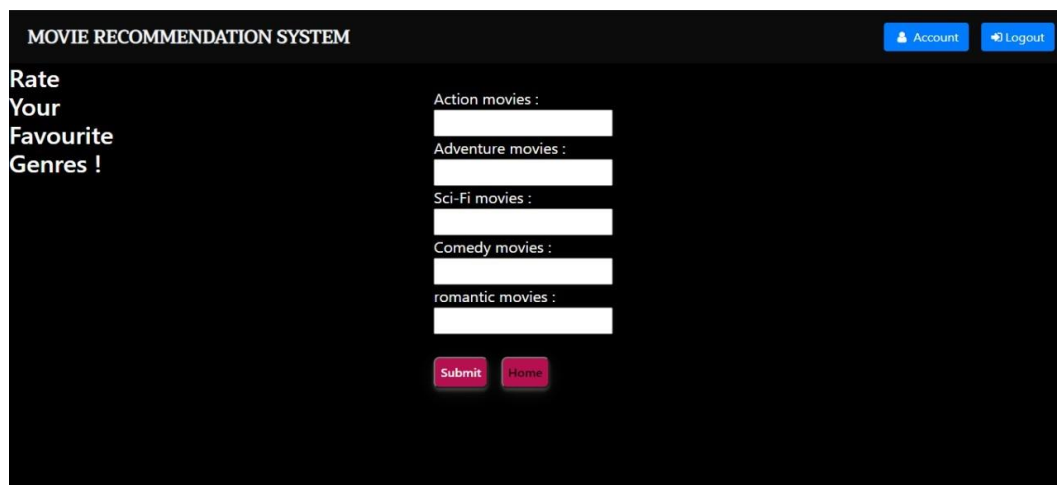 MOVIE RECOMMENDATION SYSTEM
Account
Logout
Rate
Your
Favourite
Genres !
Action movies :
Adventure movies :
Sci-Fi movies :
Comedy movies :
romantic movies :
Submit
Home